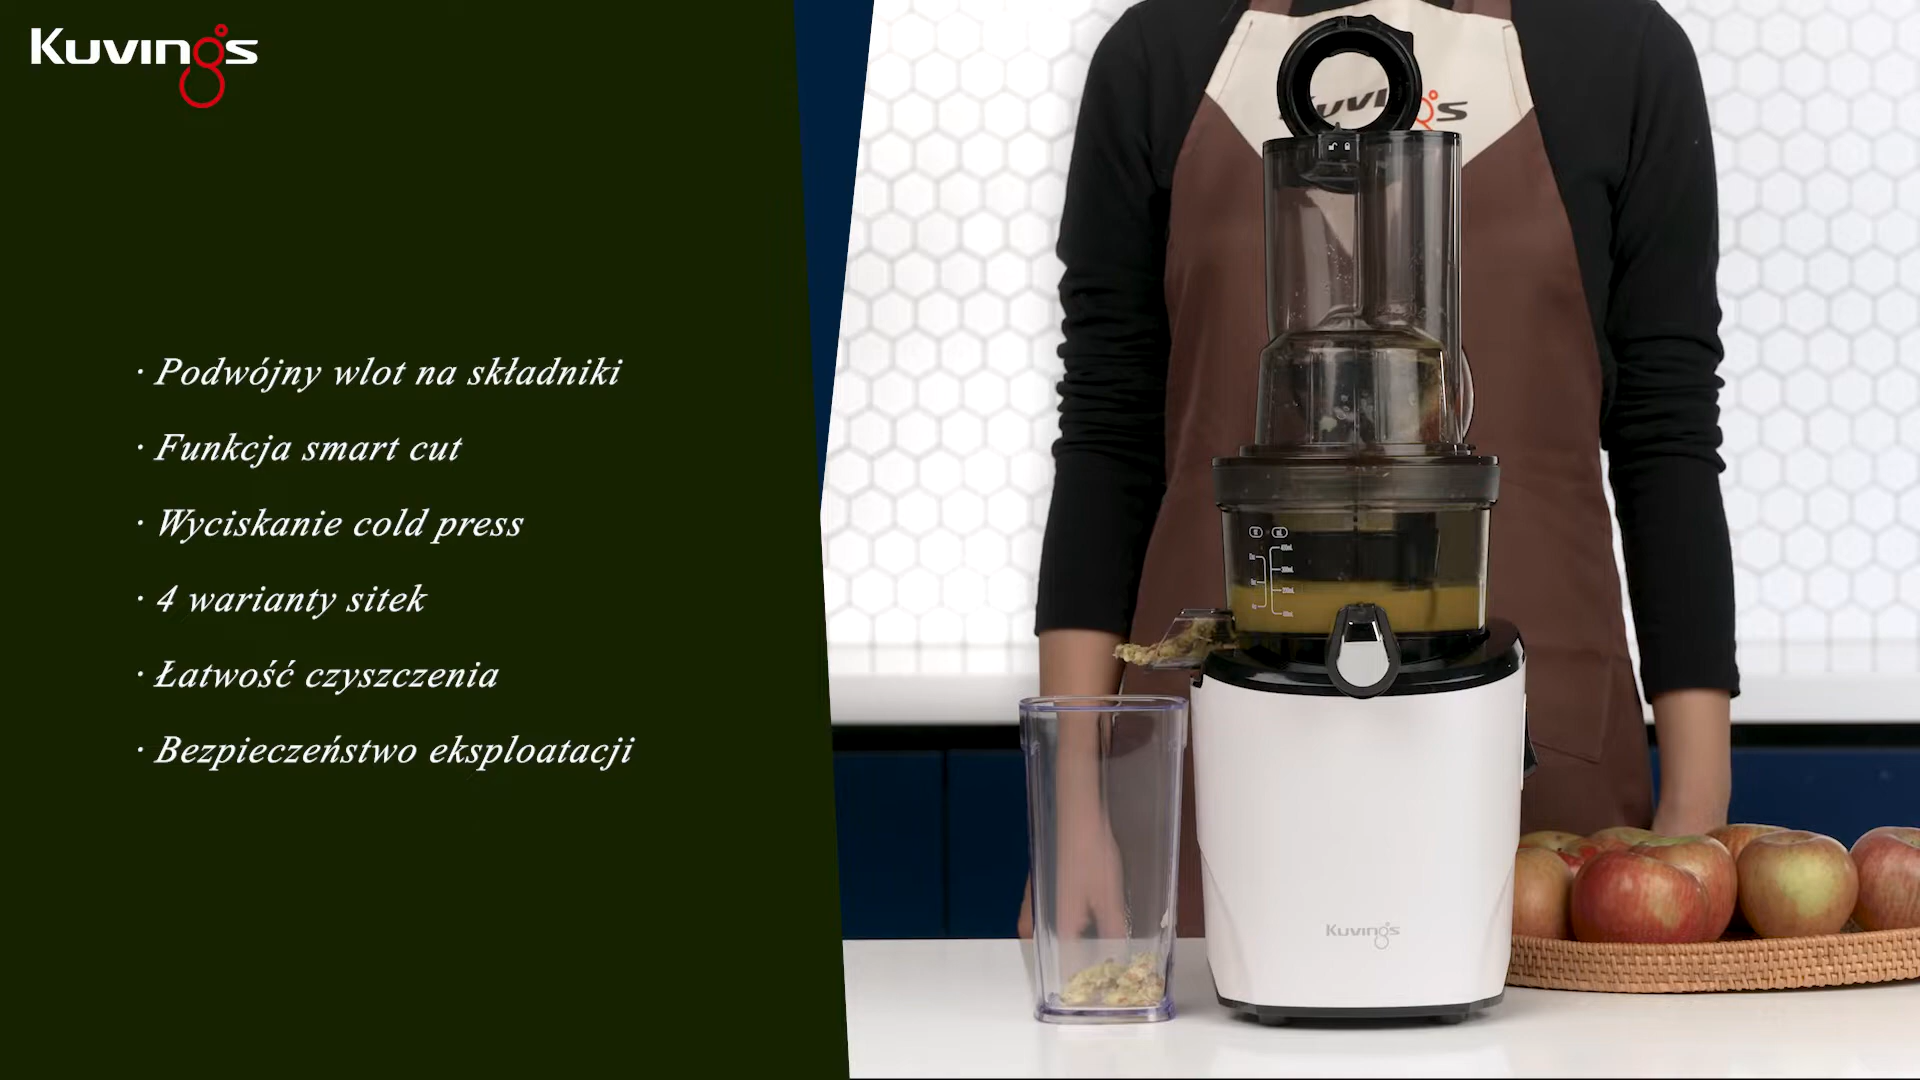 Kuvings
· Podwójny wlot na składniki
· Funkcja smart cut
· Wyciskanie cold press
· 4 warianty sitek
· Łatwość czyszczenia
· Bezpieczeństwo eksploatacji
Kuvings